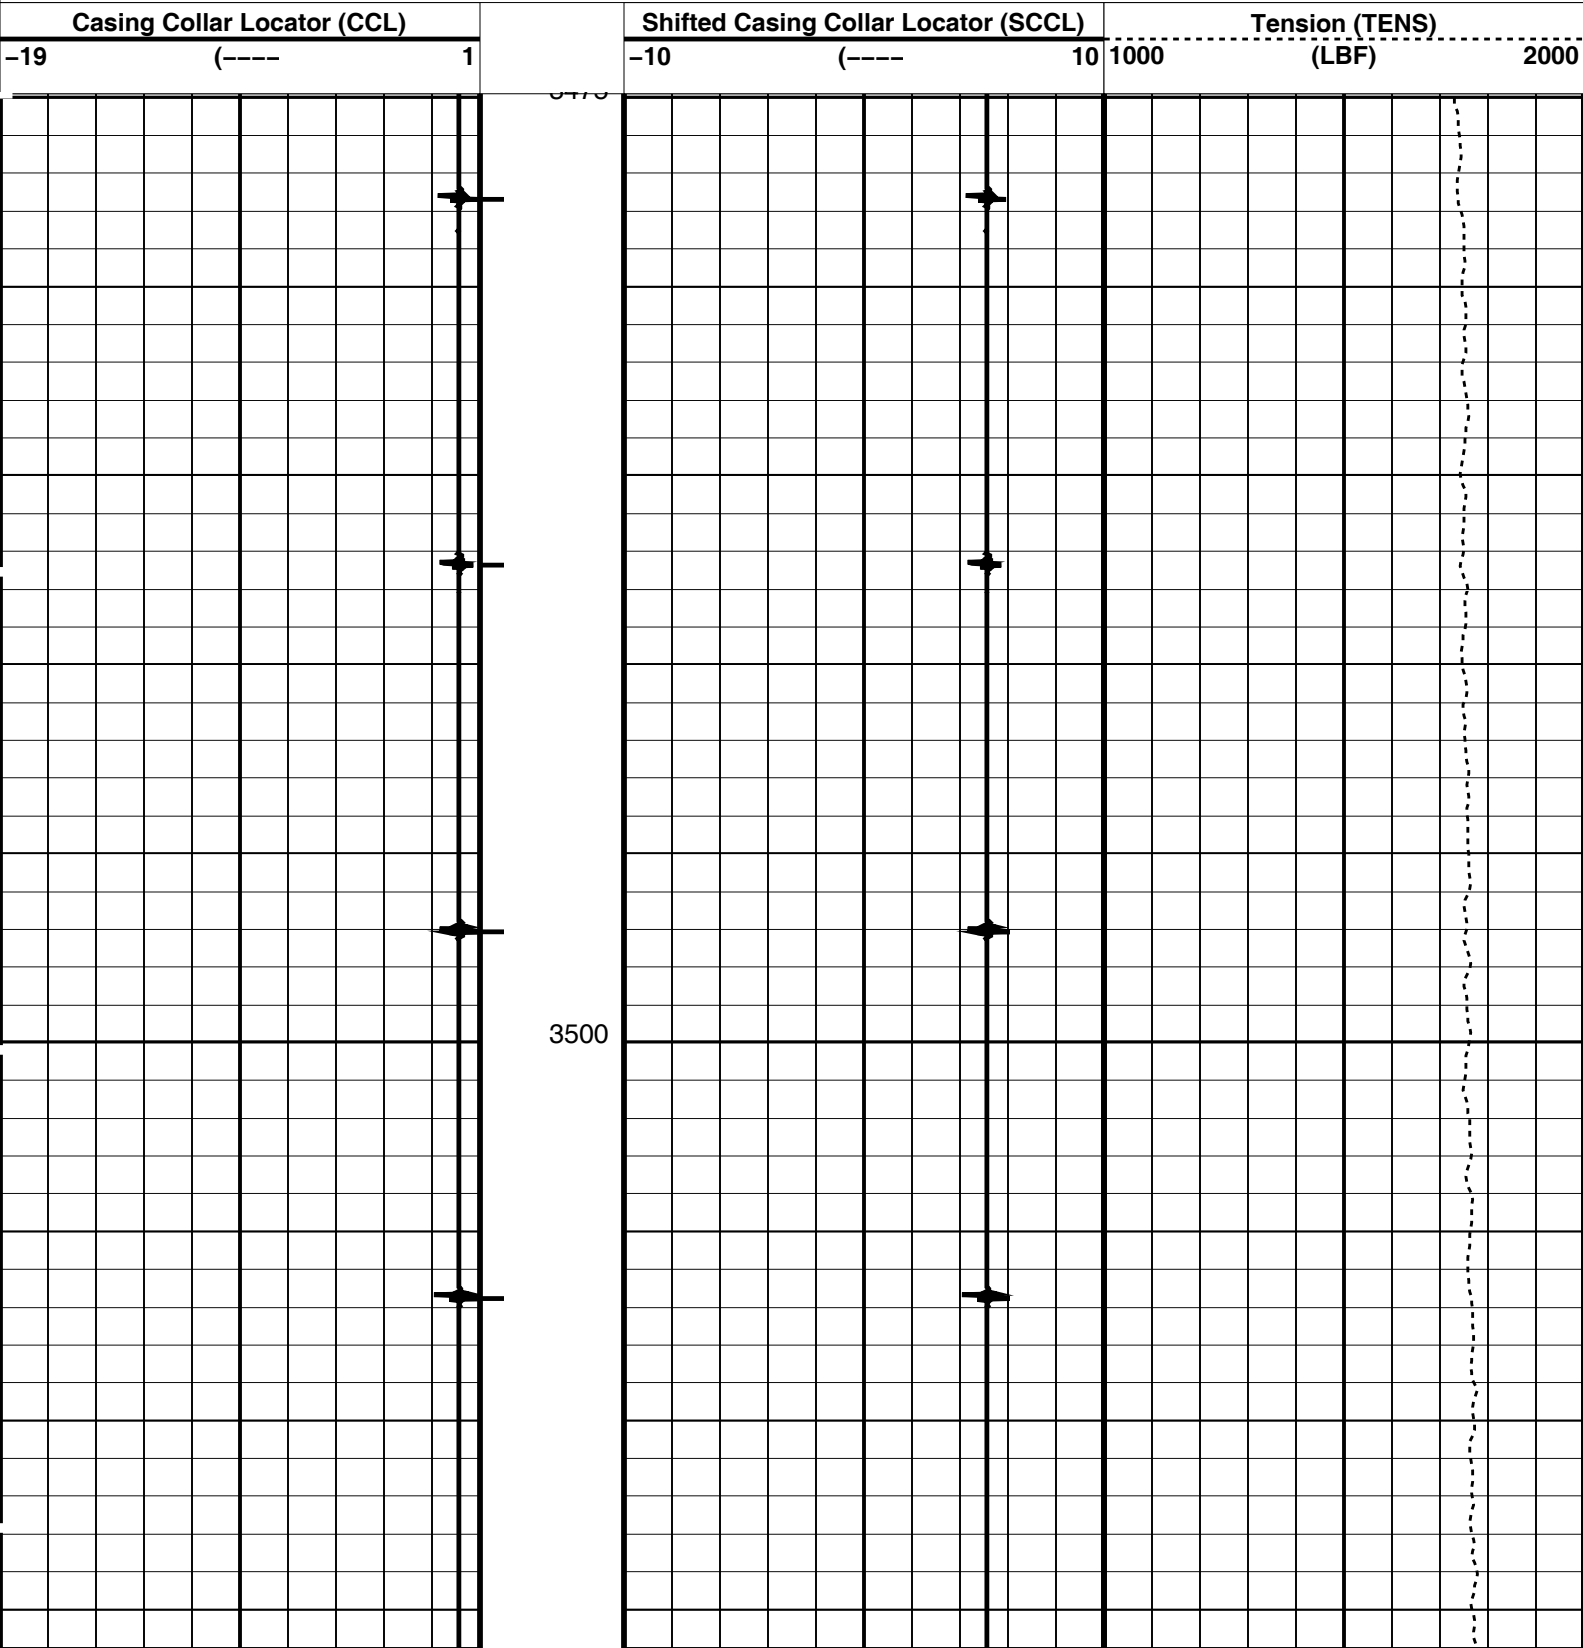 Casing Collar Locator (CCL)
−19 (−−−− 1
Shifted Casing Collar Locator (SCCL)
−10 (−−−− 10
Tension (TENS)
1000 (LBF) 2000
3500